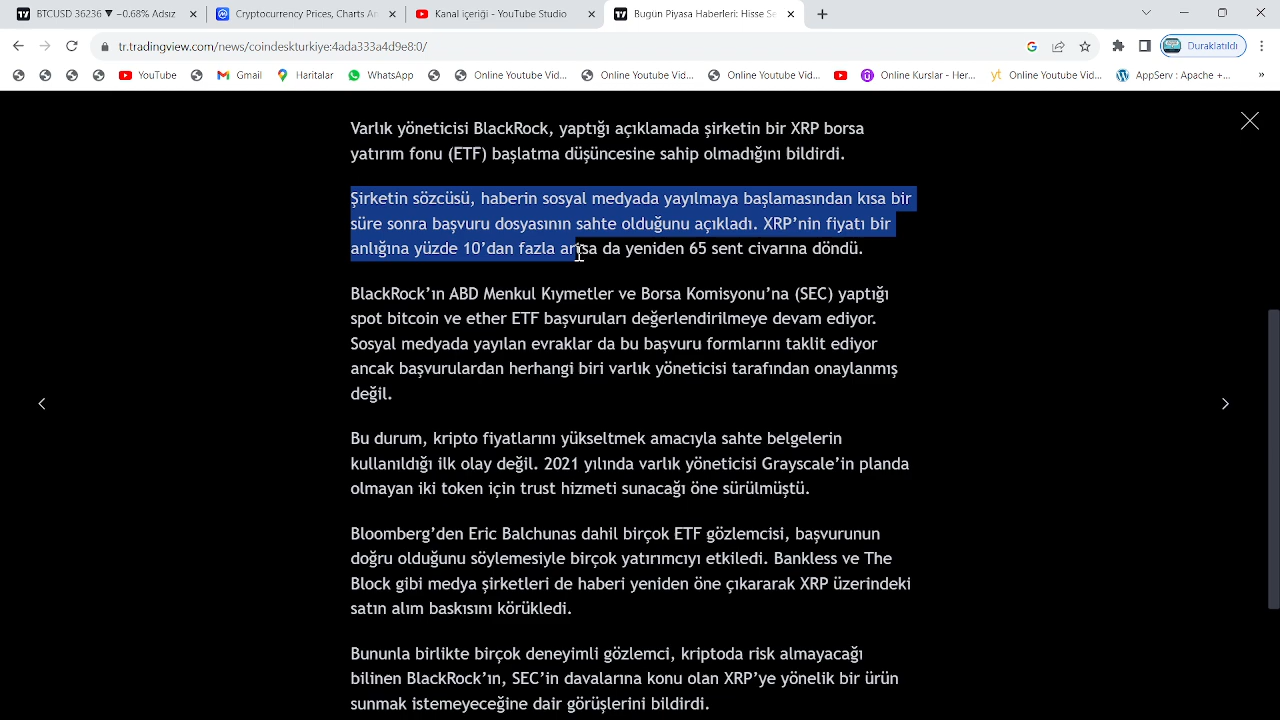 BTCUSD 36236 ▼ −0.68% Adsız
Cryptocurrency Prices, Charts Ar
Kanal içeriği - YouTube Studio
Bugün Piyasa Haberleri: Hisse Se
tr.tradingview.com/news/coindeskturkiye:4ada333a4d9e8:0/
Duraklatıldı
YouTube
Gmail
Haritalar
WhatsApp
Online Youtube Vid...
Online Youtube Vid...
Online Youtube Vid...
Online Kurslar - Her...
yt Online Youtube Vid...
AppServ : Apache +...
»
Varlık yöneticisi BlackRock, yaptığı açıklamada şirketin bir XRP borsa
yatırım fonu (ETF) başlatma düşüncesine sahip olmadığını bildirdi.
Şirketin sözcüsü, haberin sosyal medyada yayılmaya başlamasından kısa bir
süre sonra başvuru dosyasının sahte olduğunu açıkladı. XRP’nin fiyatı bir
anlığına yüzde 10’dan fazla artsa da yeniden 65 sent civarına döndü.
BlackRock’ın ABD Menkul Kıymetler ve Borsa Komisyonu’na (SEC) yaptığı
spot bitcoin ve ether ETF başvuruları değerlendirilmeye devam ediyor.
Sosyal medyada yayılan evraklar da bu başvuru formlarını taklit ediyor
ancak başvurulardan herhangi biri varlık yöneticisi tarafından onaylanmış
değil.
Bu durum, kripto fiyatlarını yükseltmek amacıyla sahte belgelerin
kullanıldığı ilk olay değil. 2021 yılında varlık yöneticisi Grayscale’in planda
olmayan iki token için trust hizmeti sunacağı öne sürülmüştü.
Bloomberg’den Eric Balchunas dahil birçok ETF gözlemcisi, başvurunun
doğru olduğunu söylemesiyle birçok yatırımcıyı etkiledi. Bankless ve The
Block gibi medya şirketleri de haberi yeniden öne çıkararak XRP üzerindeki
satın alım baskısını körükledi.
Bununla birlikte birçok deneyimli gözlemci, kriptoda risk almayacağı
bilinen BlackRock’ın, SEC’in davalarına konu olan XRP’ye yönelik bir ürün
sunmak istemeyeceğine dair görüşlerini bildirdi.